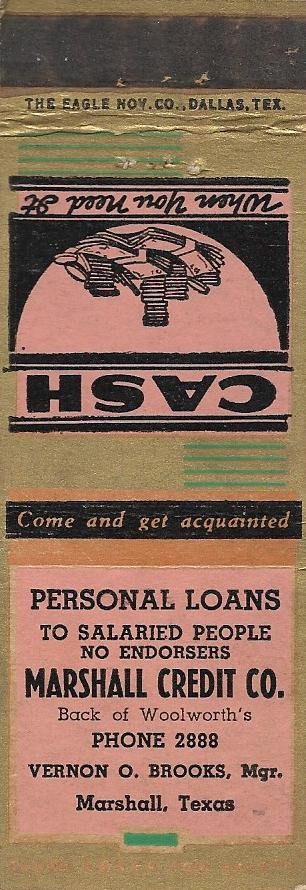 THE EAGLE NOV. CO., DALLAS, TEX.
When You Need It
CASH
Come and get acquainted
PERSONAL LOANS
TO SALARIED PEOPLE
NO ENDORSERS
MARSHALL CREDIT CO.
Back of Woolworth's
PHONE 2888
VERNON O. BROOKS, Mgr.
Marshall, Texas